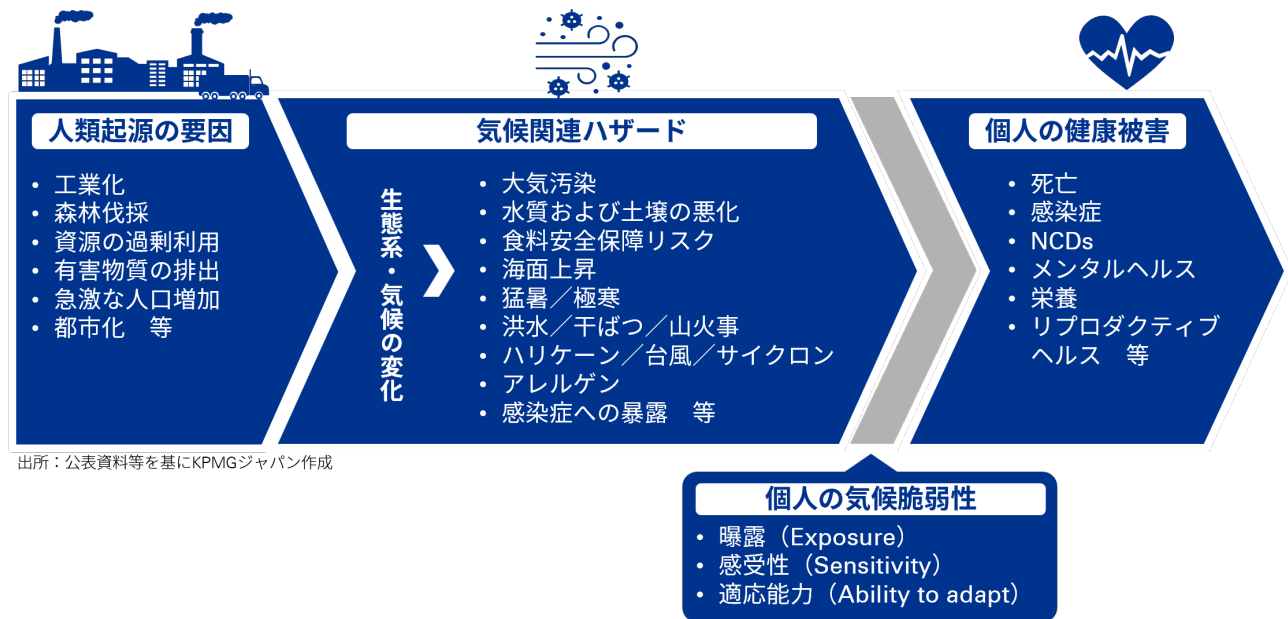 人類起源の要因
• 工業化
• 森林伐採
• 資源の過剰利用
• 有害物質の排出
• 急激な人口増加
• 都市化　等
気候関連ハザード
生態系・気候の変化
• 大気汚染
• 水質および土壌の悪化
• 食料安全保障リスク
• 海面上昇
• 猛暑／極寒
• 洪水／干ばつ／山火事
• ハリケーン／台風／サイクロン
• アレルゲン
• 感染症への暴露　等
個人の健康被害
• 死亡
• 感染症
• NCDs
• メンタルヘルス
• 栄養
• リプロダクティブ
ヘルス　等
出所：公表資料等を基にKPMGジャパン作成
個人の気候脆弱性
• 曝露（Exposure）
• 感受性（Sensitivity）
• 適応能力（Ability to adapt）